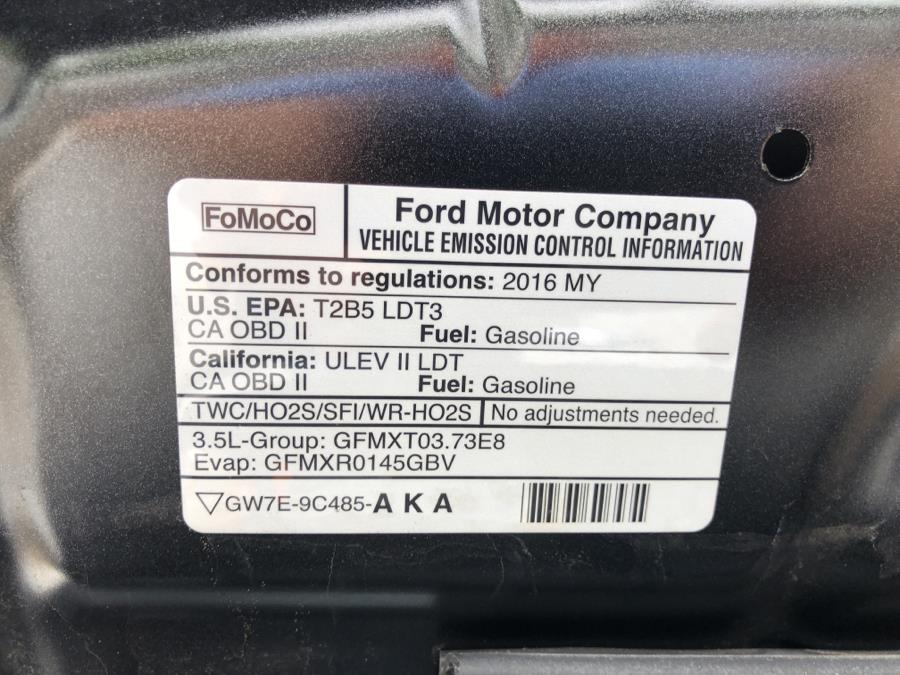 FoMoCo
Ford Motor Company
VEHICLE EMISSION CONTROL INFORMATION
Conforms to regulations: 2016 MY
U.S. EPA: T2B5 LDT3
CA OBD II Fuel: Gasoline
California: ULEV II LDT
CA OBD II Fuel: Gasoline
TWC/HO2S/SFI/WR-HO2S No adjustments needed.
3.5L-Group: GFMXT03.73E8
Evap: GFMXR0145GBV
GW7E-9C485-A K A